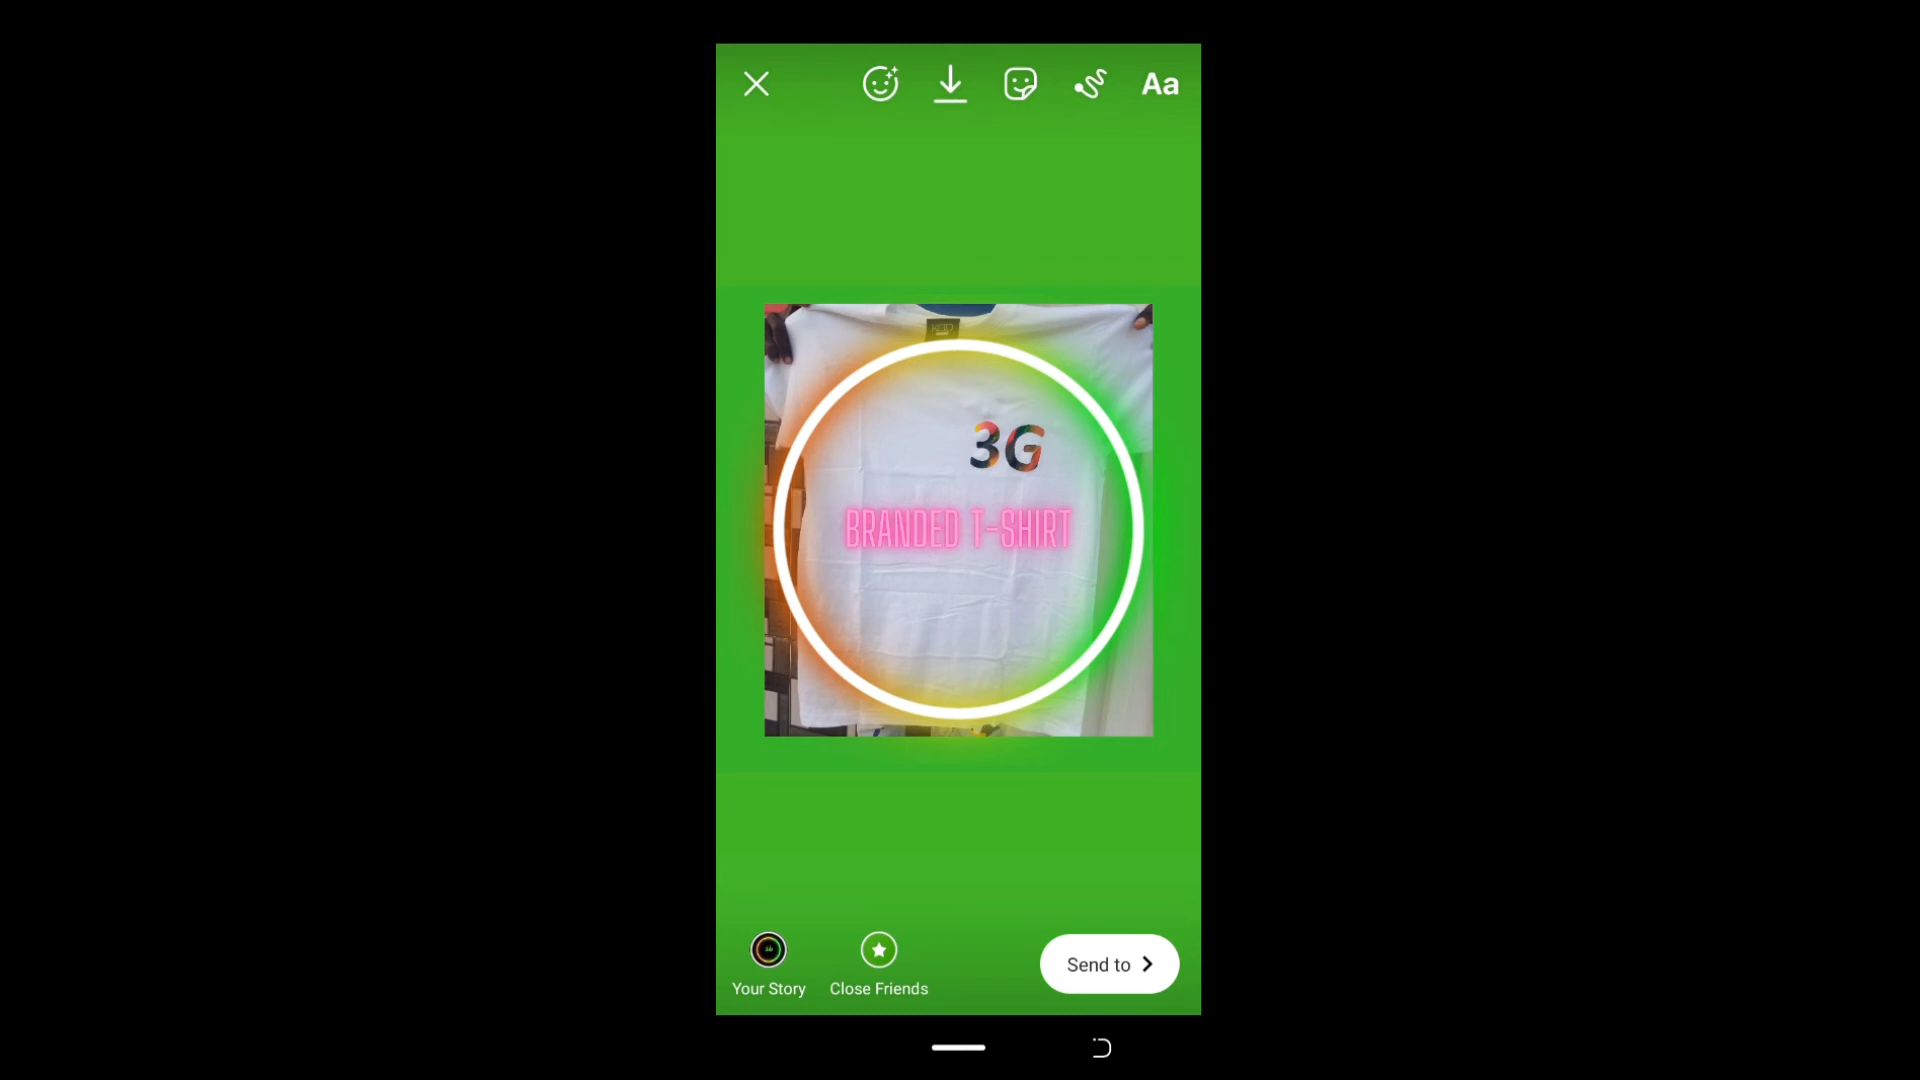 Aa
3G
BRANDED T-SHIRT
Your Story
Close Friends
Send to